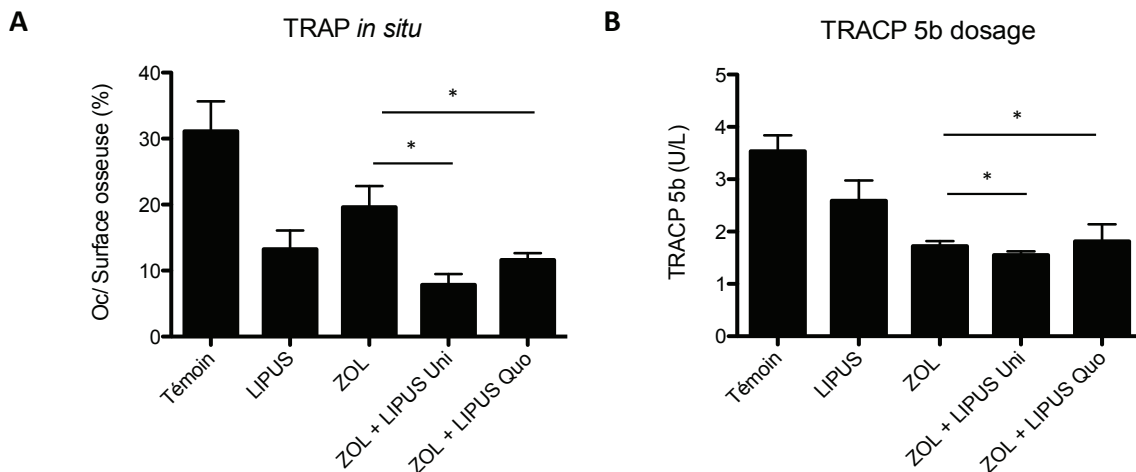 A
TRAP in situ
Oc/ Surface osseuse (%)
40
30
20
10
0
*
*
Témoin
LIPUS
ZOL
ZOL + LIPUS Uni
ZOL + LIPUS Quo
B
TRACP 5b dosage
TRACP 5b (U/L)
5
4
3
2
1
0
*
*
Témoin
LIPUS
ZOL
ZOL + LIPUS Uni
ZOL + LIPUS Quo